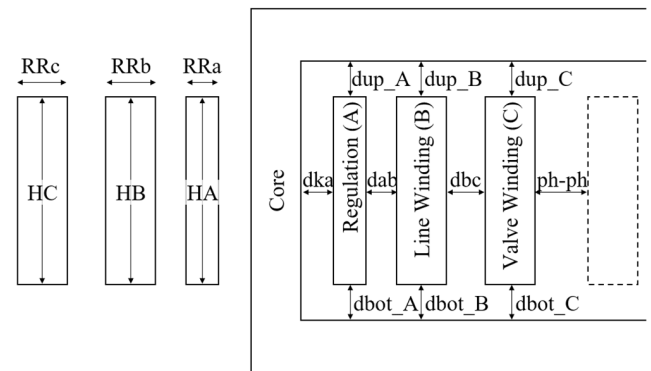 RRc RRb RRa
dup_A dup_B dup_C
HC HB HA
Core
dka
Regulation (A)
dab
Line Winding (B)
dbc
Valve Winding (C)
ph-ph
dbot_A dbot_B dbot_C